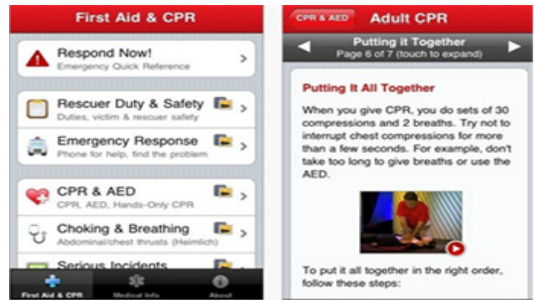 First Aid & CPR
Respond Now!
Emergency Quick Reference
Rescuer Duty & Safety
Duties, victim & rescuer safety
Emergency Response
Phone for help, find the problem
CPR & AED
CPR, AED, Hands-Only CPR
Choking & Breathing
Abdominal/chest thrusts (Heimlich)
Serious Incidents
First Aid & CPR
Medical Info
About
CPR & AED
Adult CPR
Putting it Together
Page 6 of 7 (touch to expand)
Putting It All Together
When you give CPR, you do sets of 30
compressions and 2 breaths. Try not to
interrupt chest compressions for more
than a few seconds. For example, don't
take too long to give breaths or use the
AED.
To put it all together in the right order,
follow these steps: